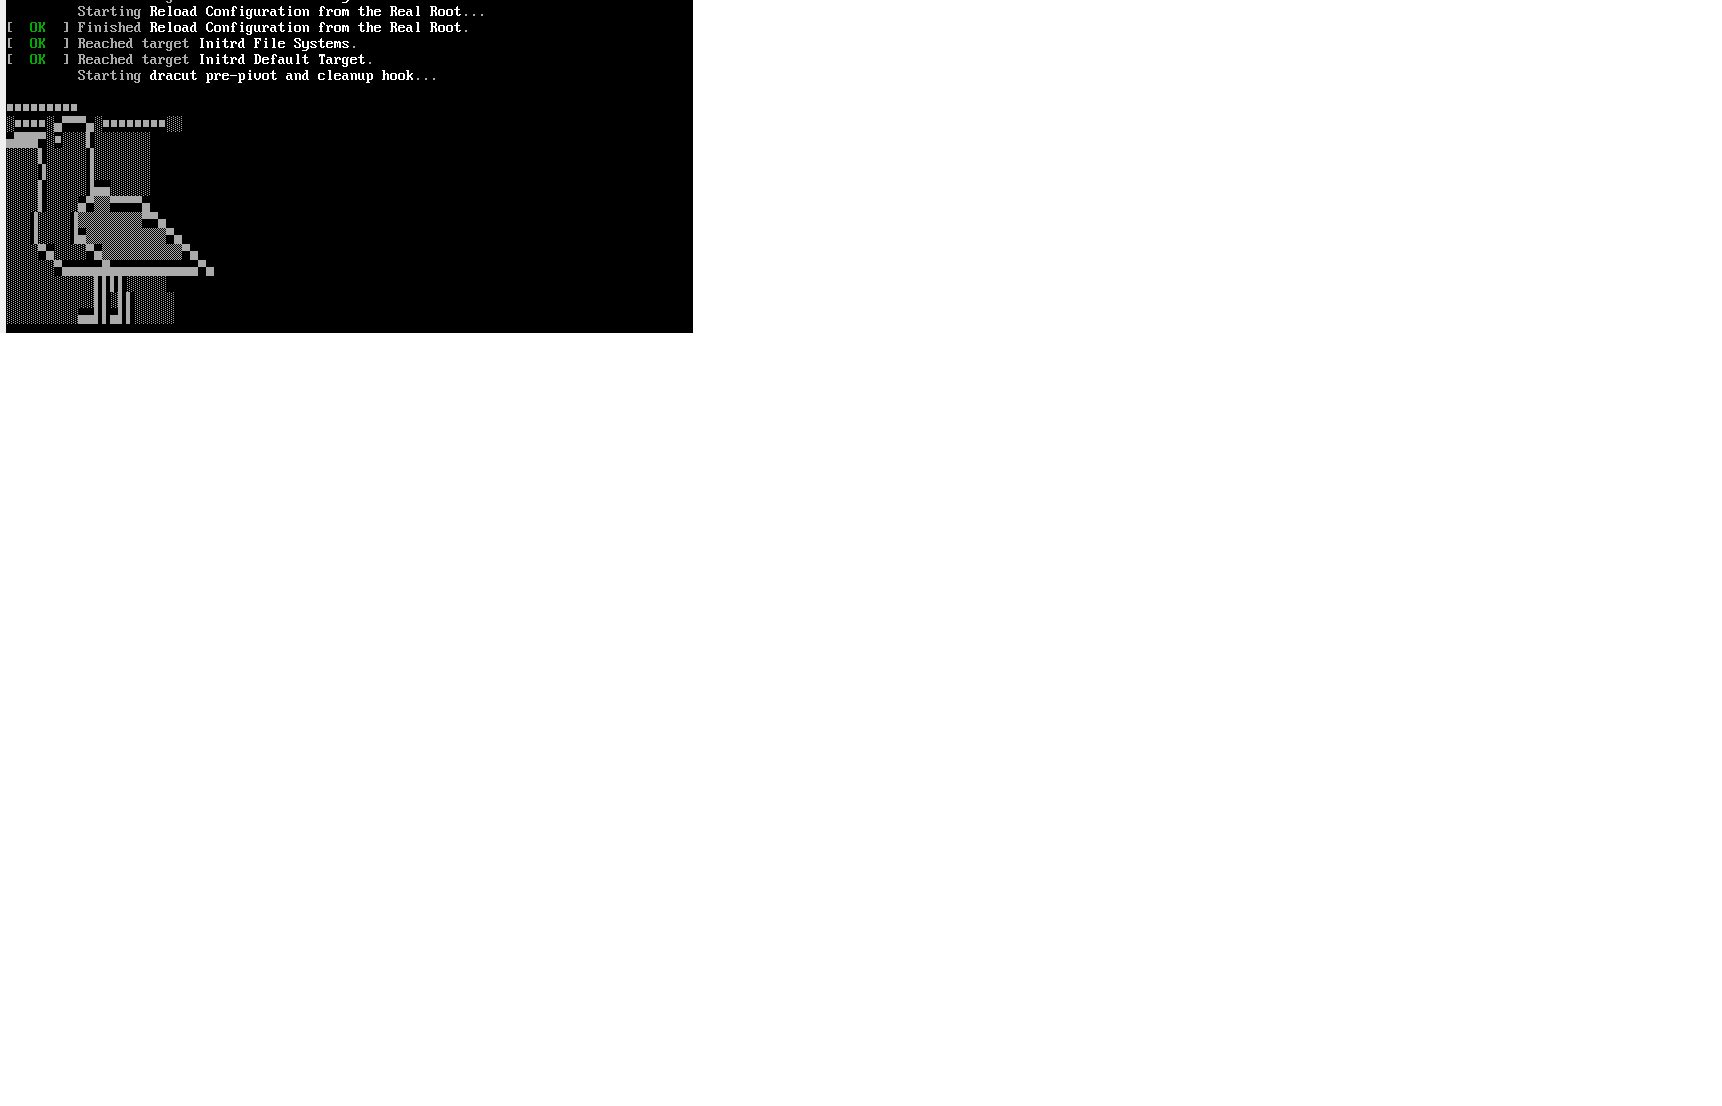 Starting Reload Configuration from the Real Root...
[  OK  ] Finished Reload Configuration from the Real Root.
[  OK  ] Reached target Initrd File Systems.
[  OK  ] Reached target Initrd Default Target.
Starting dracut pre-pivot and cleanup hook...